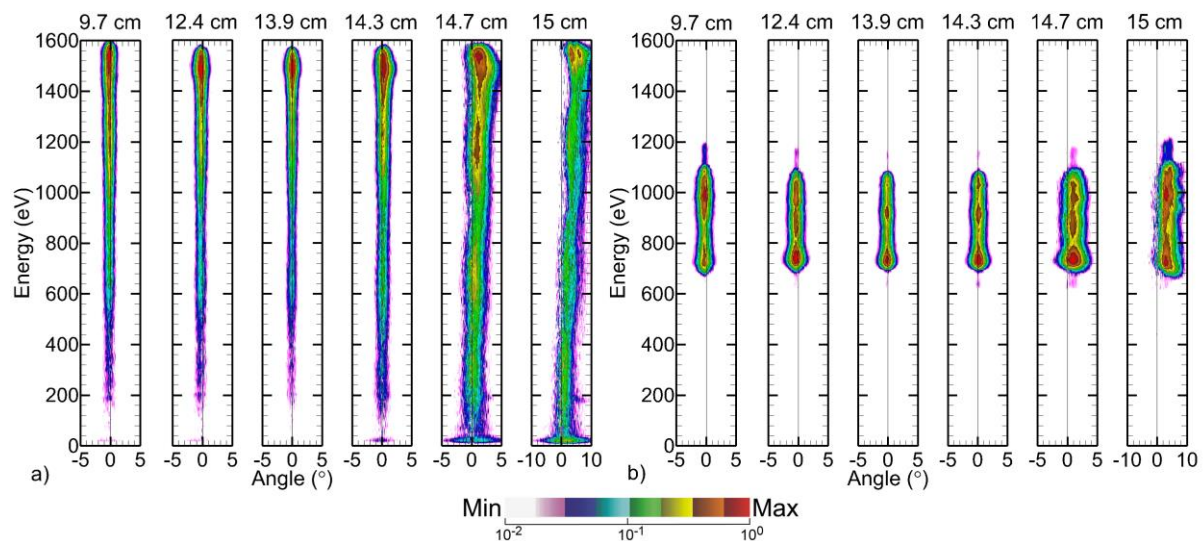 9.7 cm 12.4 cm 13.9 cm 14.3 cm 14.7 cm 15 cm 9.7 cm 12.4 cm 13.9 cm 14.3 cm 14.7 cm 15 cm
1600 1600
1400 1400
1200 1200
1000 1000
Energy (eV) Energy (eV)
800 800
600 600
400 400
200 200
0 0
-5 0 5 -5 0 5 -5 0 5 -5 0 5 -5 0 5 -10 0 10 -5 0 5 -5 0 5 -5 0 5 -5 0 5 -5 0 5 -10 0 10
a) Angle (°) b) Angle (°)
Min Max
10-2 10-1 100